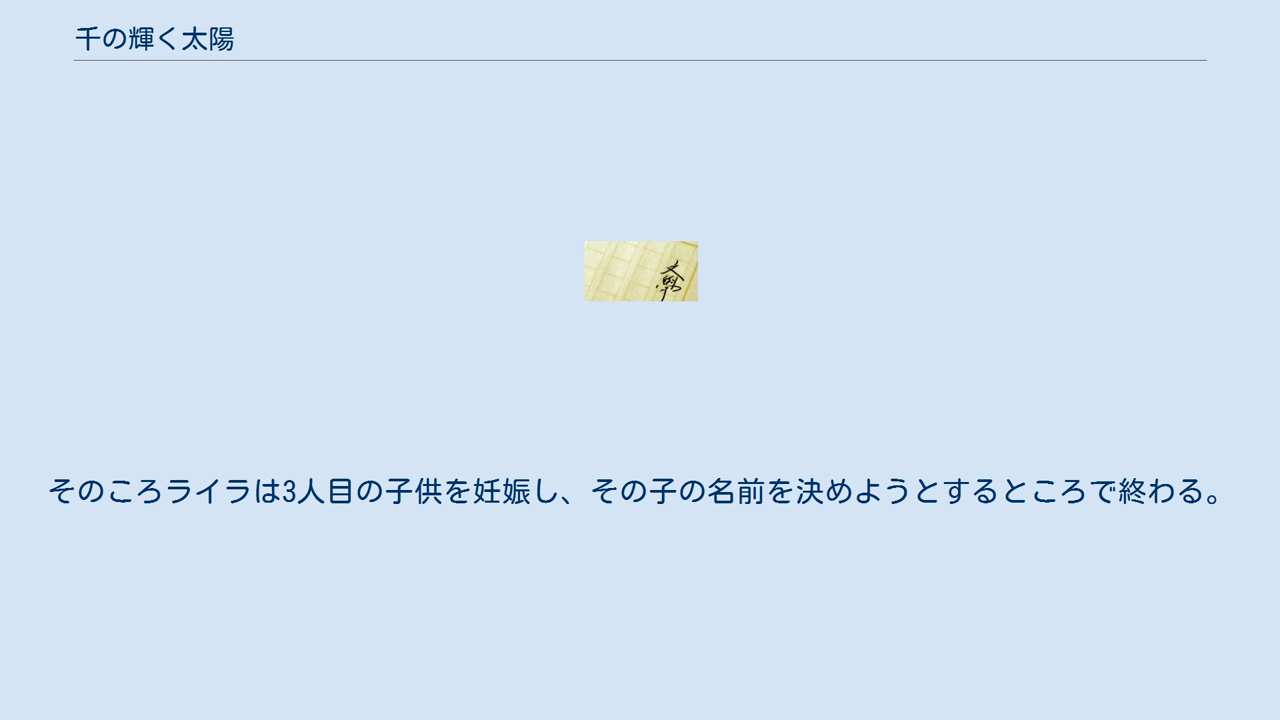 千の輝く太陽
そのころライラは3人目の子供を妊娠し、その子の名前を決めようとするところで終わる。